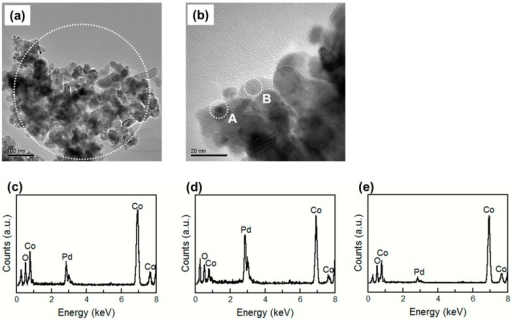 (a)
100 nm
(b)
A
B
20 nm
(c)
Counts (a.u.)
O
Co
Pd
Co
Co
0 2 4 6 8
Energy (keV)
(d)
Counts (a.u.)
O
Co
Pd
Co
Co
0 2 4 6 8
Energy (keV)
(e)
Counts (a.u.)
O
Co
Pd
Co
Co
0 2 4 6 8
Energy (keV)